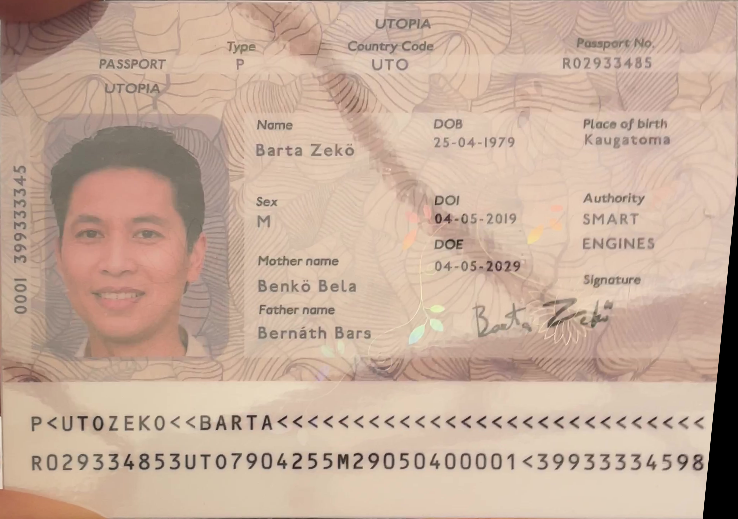 UTOPIA
Type Country Code Passport No.
PASSPORT P UTO R02933485
UTOPIA
Name DOB Place of birth
Barta Zekö 25-04-1979 Kaugatoma
Sex DOI Authority
M 04-05-2019 SMART
DOE ENGINES
Mother name 04-05-2029
Benkö Bela Signature
Father name
Bernáth Bars Barta Zekö
0001 399333345
P<UTOZEKO<<BARTA<<<<<<<<<<<<<<<<<<<<<<<<<<<<
R029334853UTO7904255M29050400001<39933334598